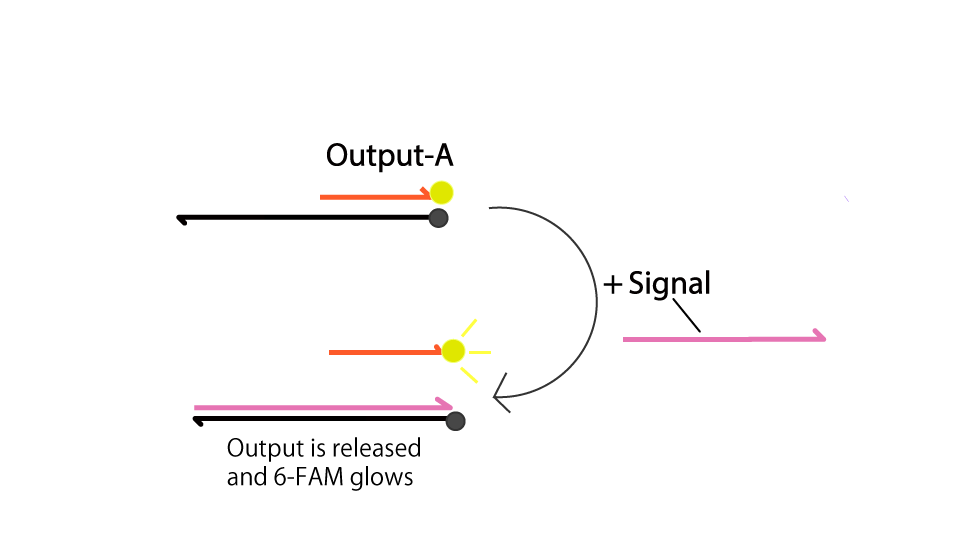 Output-A
+ Signal
Output is released
and 6-FAM glows